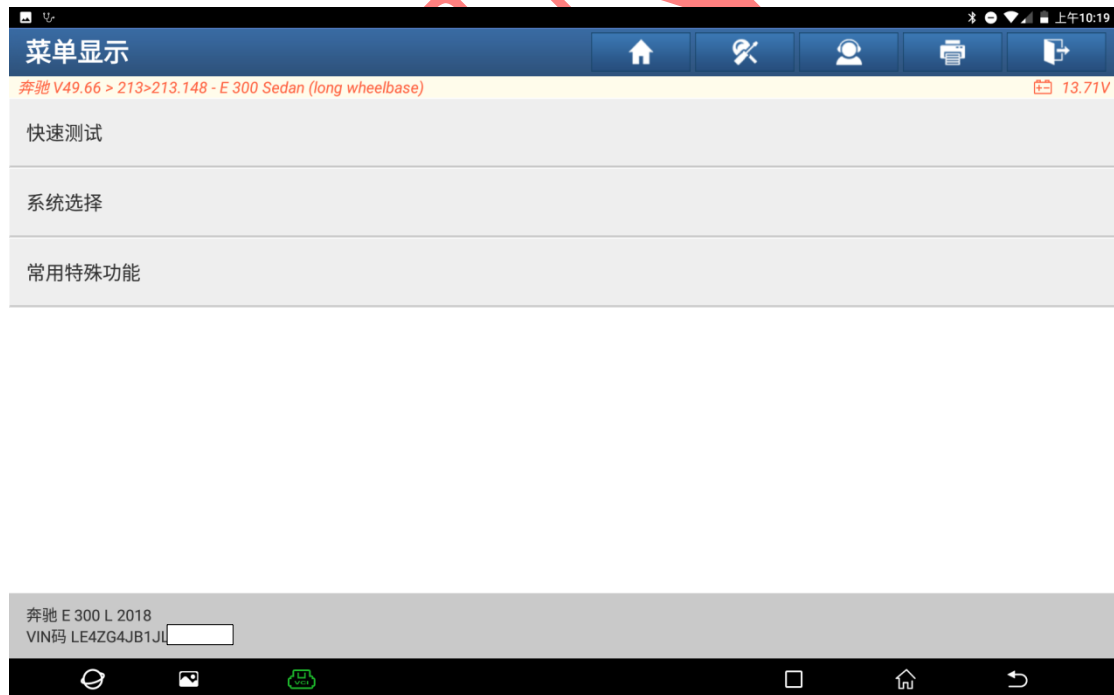 上午10:19
菜单显示
奔驰 V49.66 > 213>213.148 - E 300 Sedan (long wheelbase)
13.71V
快速测试
系统选择
常用特殊功能
奔驰 E 300 L 2018
VIN码 LE4ZG4JB1JL
VCI